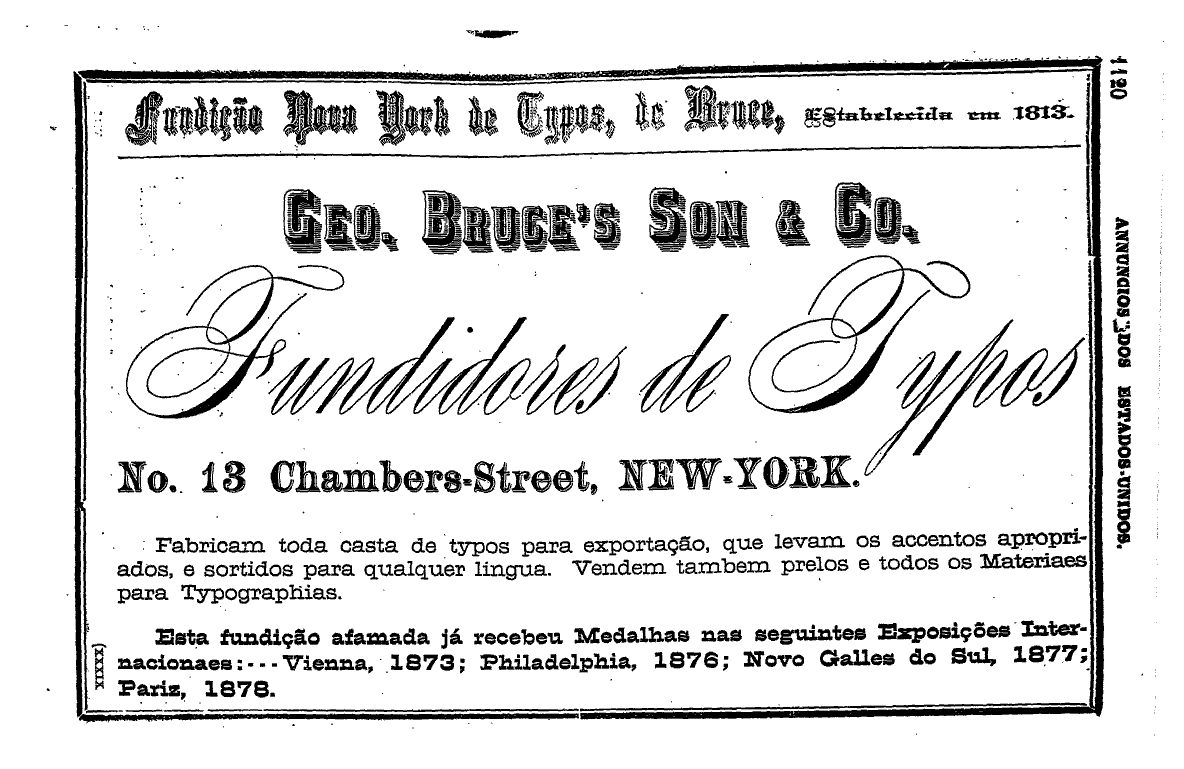 Fundição Nova York de Typos, de Bruce, Estabelecida em 1813.
GEO. BRUCE'S SON & CO.
Fundidores de Typos
No. 13 Chambers-Street, NEW-YORK.
Fabricam toda casta de typos para exportação, que levam os accentos apropri-
ados, e sortidos para qualquer lingua. Vendem tambem prelos e todos os Materiaes
para Typographias.
Esta fundição afamada já recebeu Medalhas nas seguintes Exposições Inter-
nacionaes:---Vienna, 1873; Philadelphia, 1876; Novo Galles do Sul, 1877;
Pariz, 1878.
(xxxx)
1120
ANNUNCIOS DOS ESTADOS-UNIDOS.